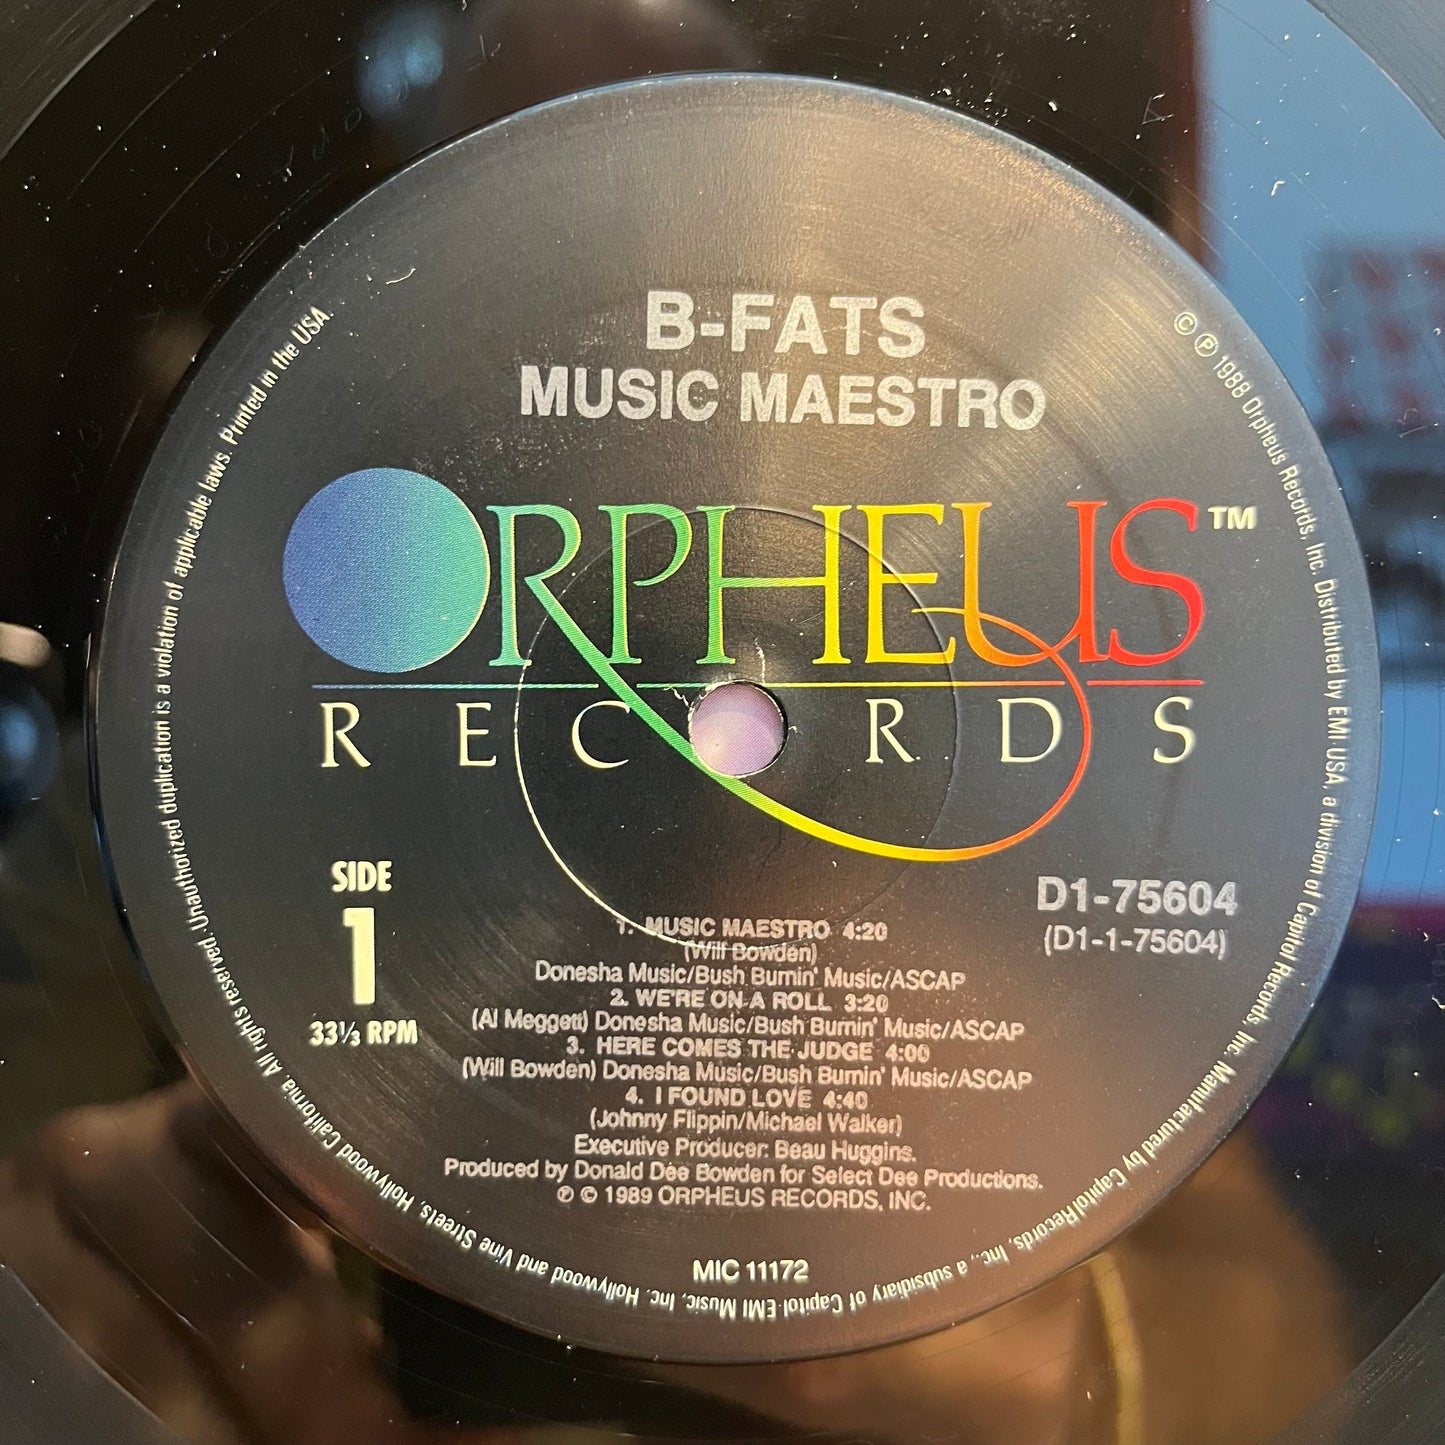 B-FATS
MUSIC MAESTRO
ORPHEUS™
RECORDS
SIDE
1
33⅓ RPM
D1-75604
(D1-1-75604)
1. MUSIC MAESTRO 4:20
(Will Bowden)
Donesha Music/Bush Burnin' Music/ASCAP
2. WE'RE ON A ROLL 3:20
(Al Meggett) Donesha Music/Bush Burnin' Music/ASCAP
3. HERE COMES THE JUDGE 4:00
(Will Bowden) Donesha Music/Bush Burnin' Music/ASCAP
4. I FOUND LOVE 4:40
(Johnny Flippin/Michael Walker)
Executive Producer: Beau Huggins.
Produced by Donald Dee Bowden for Select Dee Productions.
℗ © 1989 ORPHEUS RECORDS, INC.
MIC 11172
© ℗ 1988 Orpheus Records, Inc. Distributed by EMI USA, a division of Capitol Records, Inc. Manufactured by Capitol Records, Inc., a subsidiary of Capitol-EMI Music, Inc. Hollywood and Vine Streets, Hollywood California. All rights reserved. Unauthorized duplication is a violation of applicable laws. Printed in the USA.